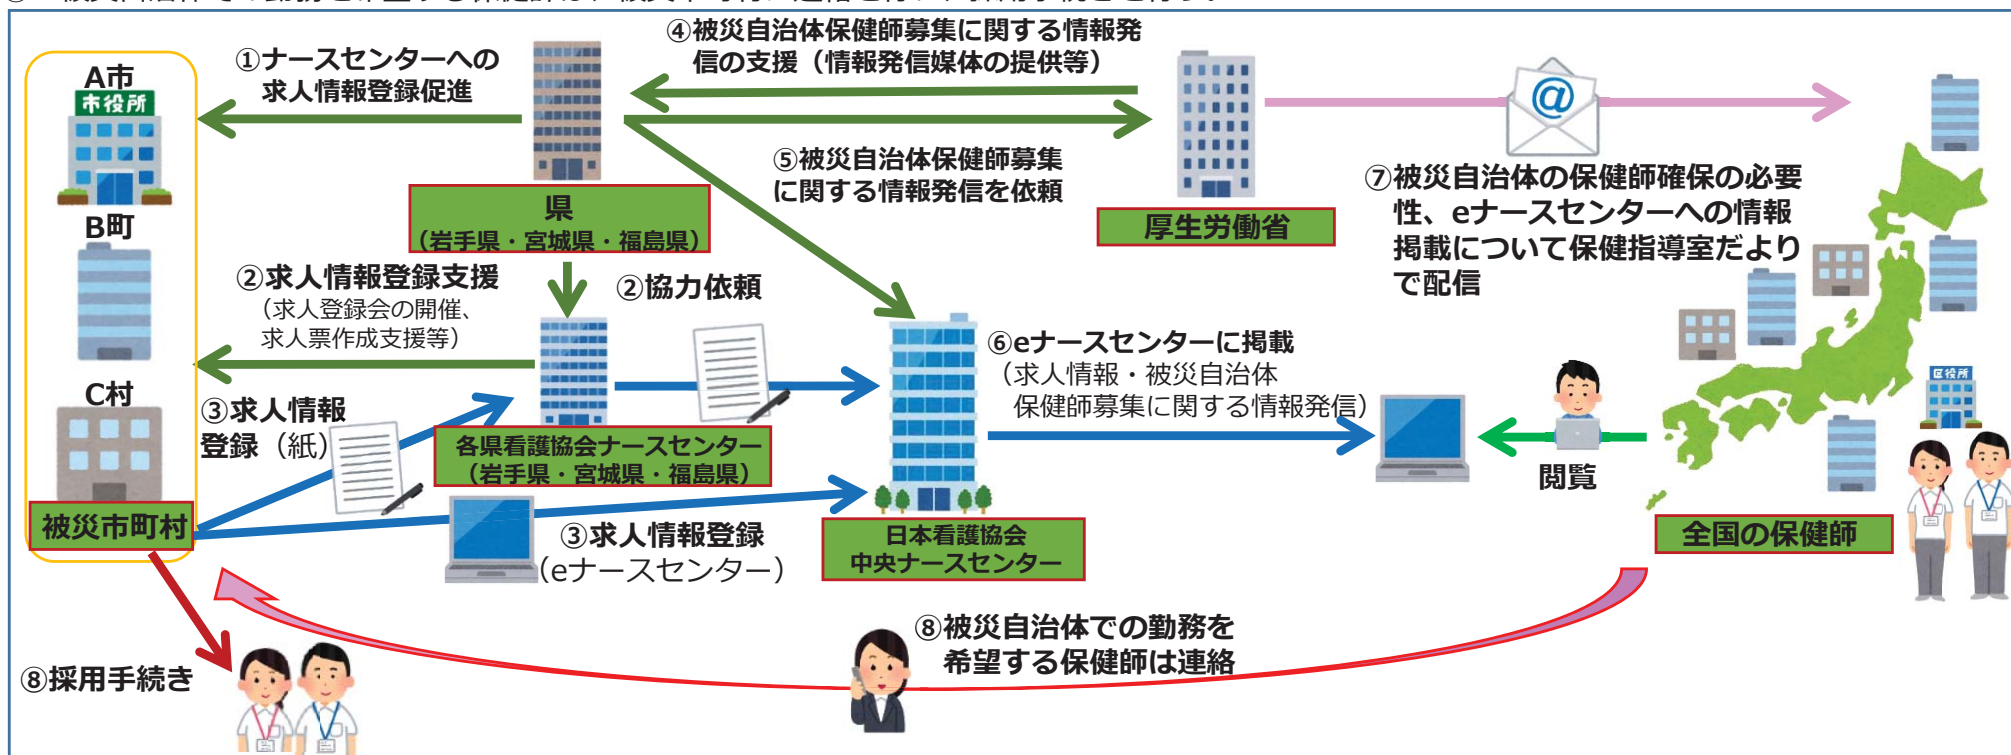 A市
市役所
B町
C村
被災市町村
①ナースセンターへの
求人情報登録促進
県
（岩手県・宮城県・福島県）
④被災自治体保健師募集に関する情報発
信の支援（情報発信媒体の提供等）
⑤被災自治体保健師募集
に関する情報発信を依頼
厚生労働省
@
⑦被災自治体の保健師確保の必要
性、eナースセンターへの情報
掲載について保健指導室だより
で配信
②求人情報登録支援
（求人登録会の開催、
求人票作成支援等）
②協力依頼
③求人情報
登録（紙）
各県看護協会ナースセンター
（岩手県・宮城県・福島県）
③求人情報登録
（eナースセンター）
日本看護協会
中央ナースセンター
⑥eナースセンターに掲載
（求人情報・被災自治体
保健師募集に関する情報発信）
閲覧
区役所
全国の保健師
⑧被災自治体での勤務を
希望する保健師は連絡
⑧採用手続き